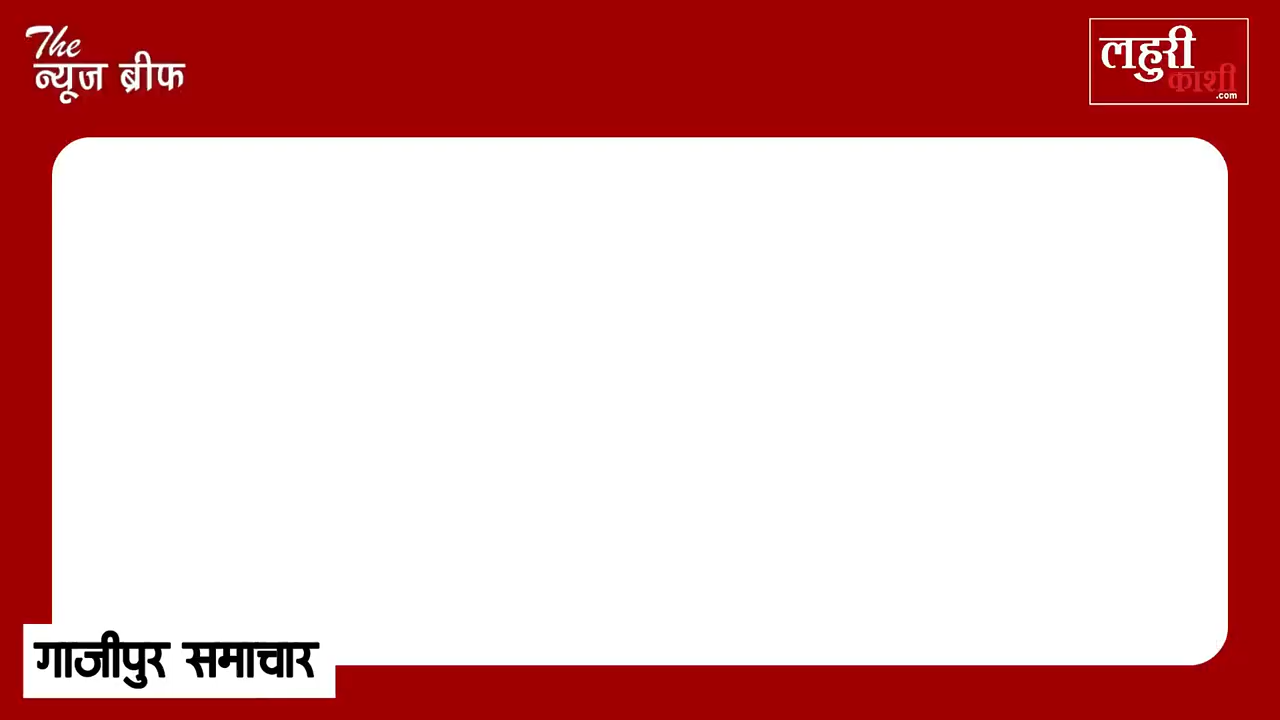 The
न्यूज ब्रीफ
लहुरी
काशी
.com
गाजीपुर समाचार